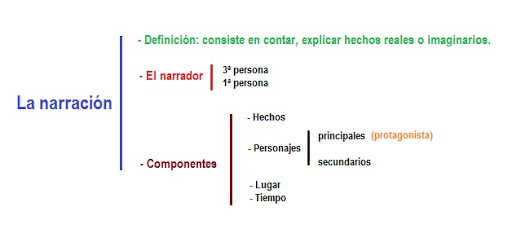 - Definición: consiste en contar, explicar hechos reales o imaginarios.
- El narrador
3ª persona
1ª persona
La narración
- Hechos
- Personajes
principales (protagonista)
secundarios
- Componentes
- Lugar
- Tiempo